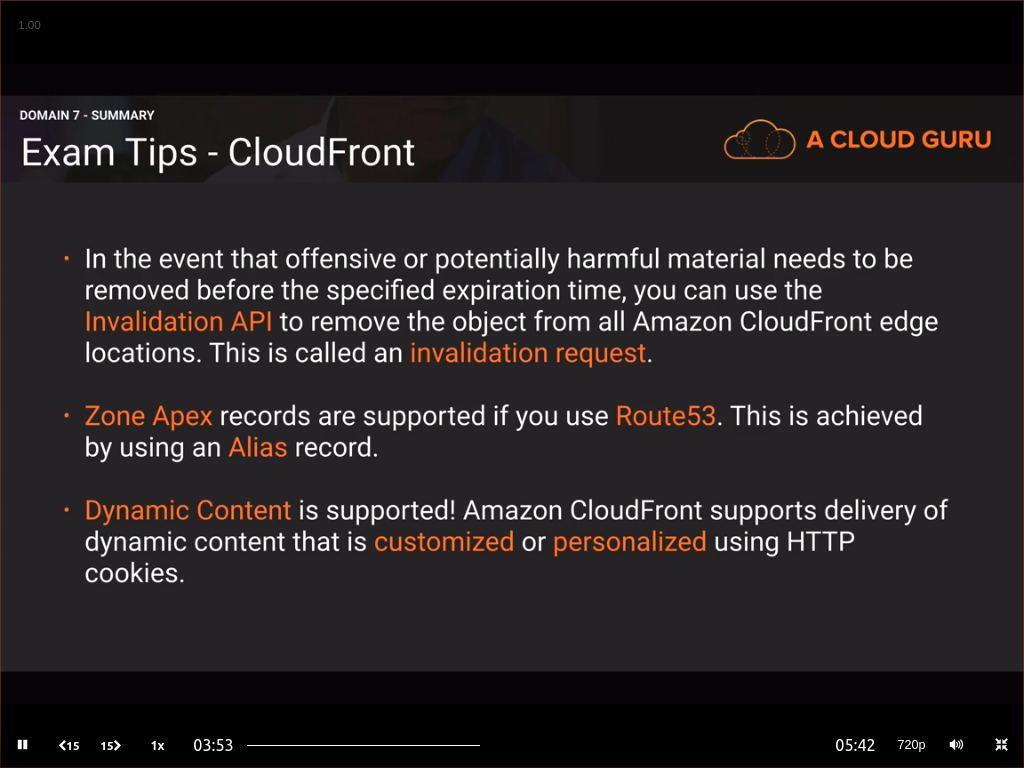 1.00
DOMAIN 7 - SUMMARY
Exam Tips - CloudFront
A CLOUD GURU
• In the event that offensive or potentially harmful material needs to be
removed before the specified expiration time, you can use the
Invalidation API to remove the object from all Amazon CloudFront edge
locations. This is called an invalidation request.
• Zone Apex records are supported if you use Route53. This is achieved
by using an Alias record.
• Dynamic Content is supported! Amazon CloudFront supports delivery of
dynamic content that is customized or personalized using HTTP
cookies.
15 15 1x 03:53 05:42 720p